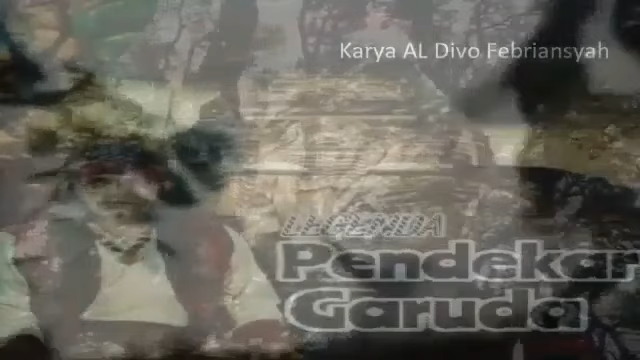 Karya AL Divo Febriansyah
LEGENDA
Pendekar
Garuda